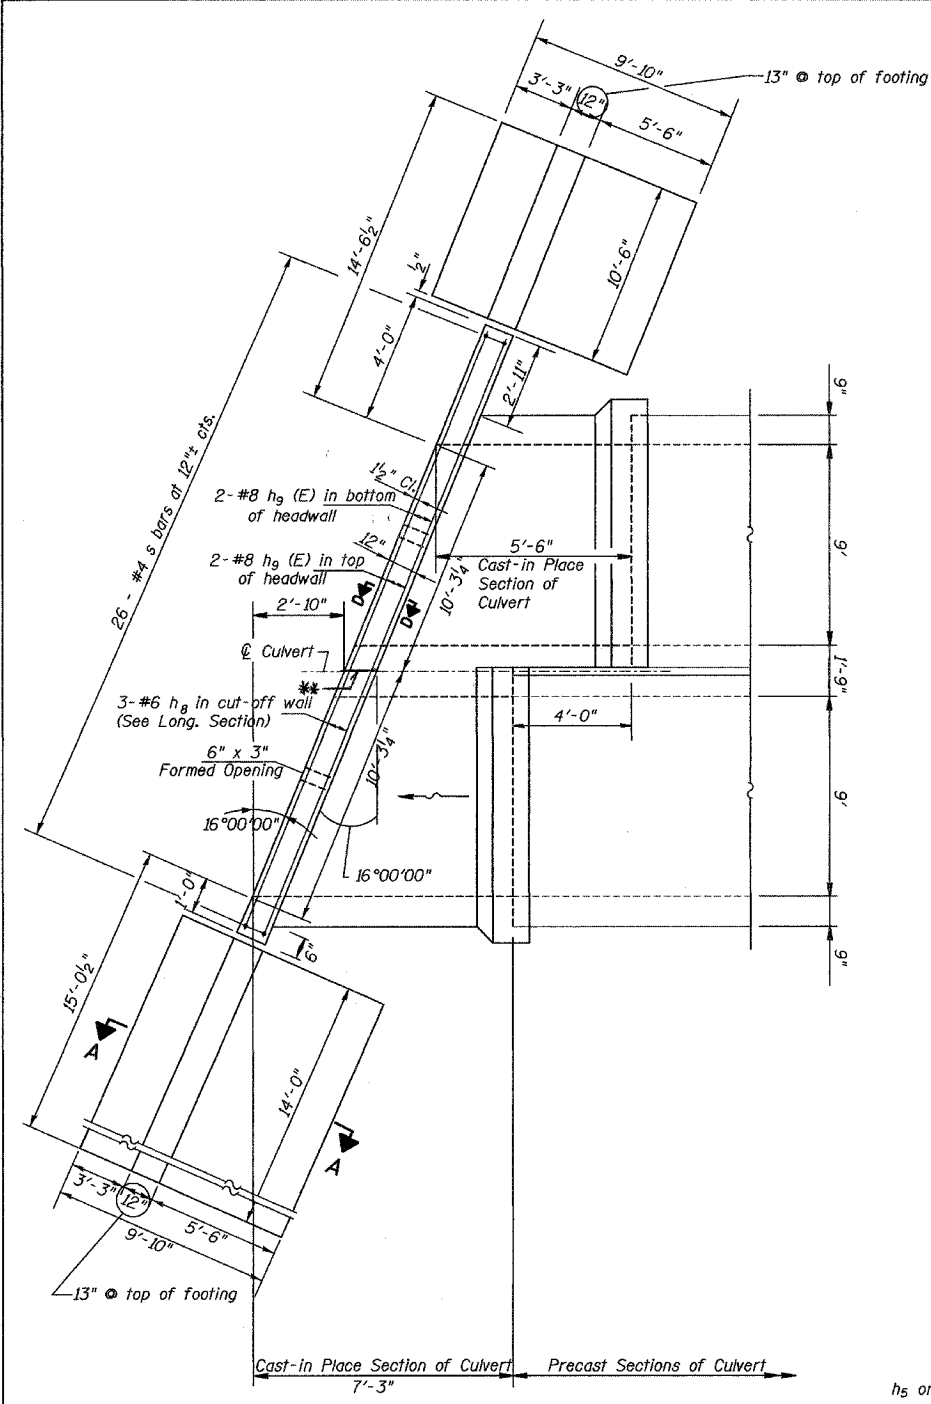 9'-10"
3'-3"
12"
13" @ top of footing
5'-6"
14'-6½"
½"
10'-6"
4'-0"
2'-11"
9"
26 - #4 s bars at 12"± cts.
1½" Cl.
2- #8 h9 (E) in bottom
of headwall
12"
9'
5'-6"
Cast-in Place
Section of
Culvert
2- #8 h9 (E) in top
of headwall
10'-3¼"
D
D
2'-10"
℄ Culvert
**
1'-9"
3- #6 h8 in cut-off wall
(See Long. Section)
4'-0"
6" x 3"
Formed Opening
10'-3¼"
9'
16°00'00"
16°00'00"
1'-0"
6"
9"
15'-0½"
A
14'-0"
A
3'-3"
12"
5'-6"
9'-10"
13" @ top of footing
Cast-in Place Section of Culvert
7'-3"
Precast Sections of Culvert
h5 or